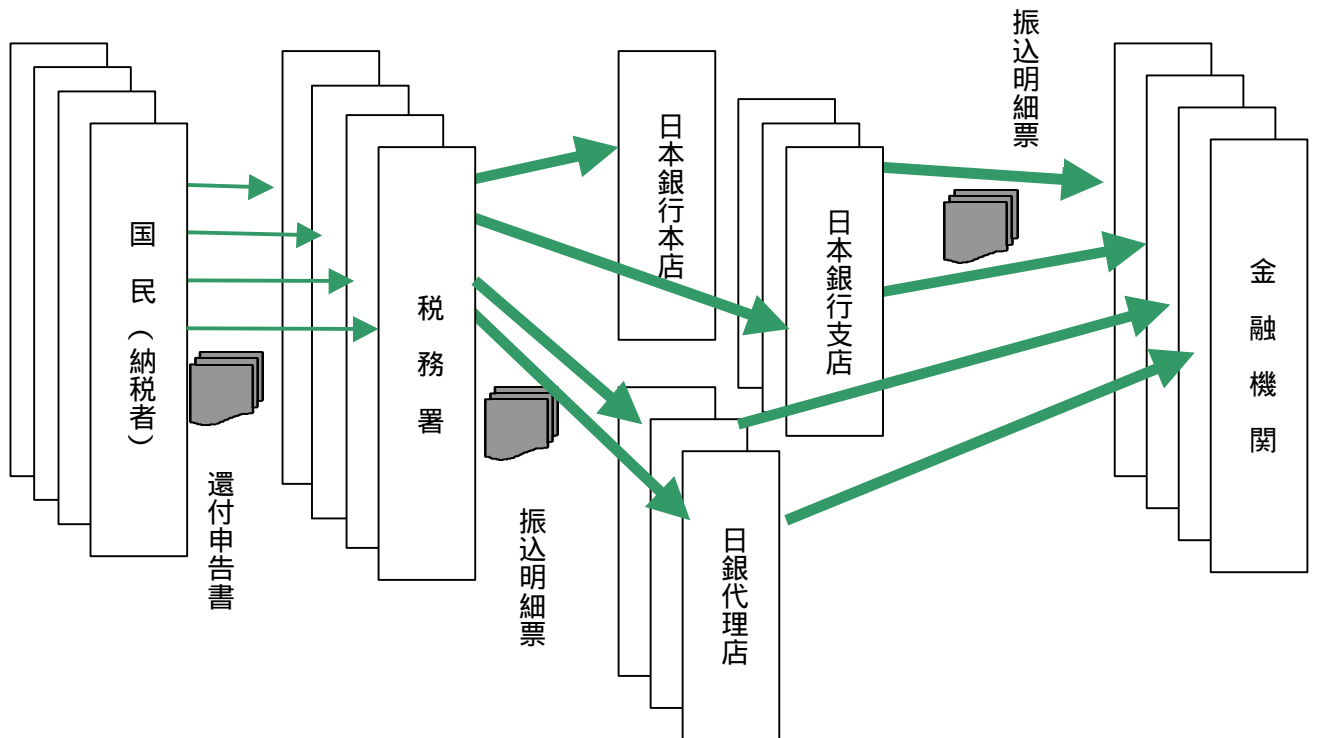 国民（納税者）
還付申告書
税務署
振込明細票
日本銀行本店
日本銀行支店
日銀代理店
振込明細票
金融機関